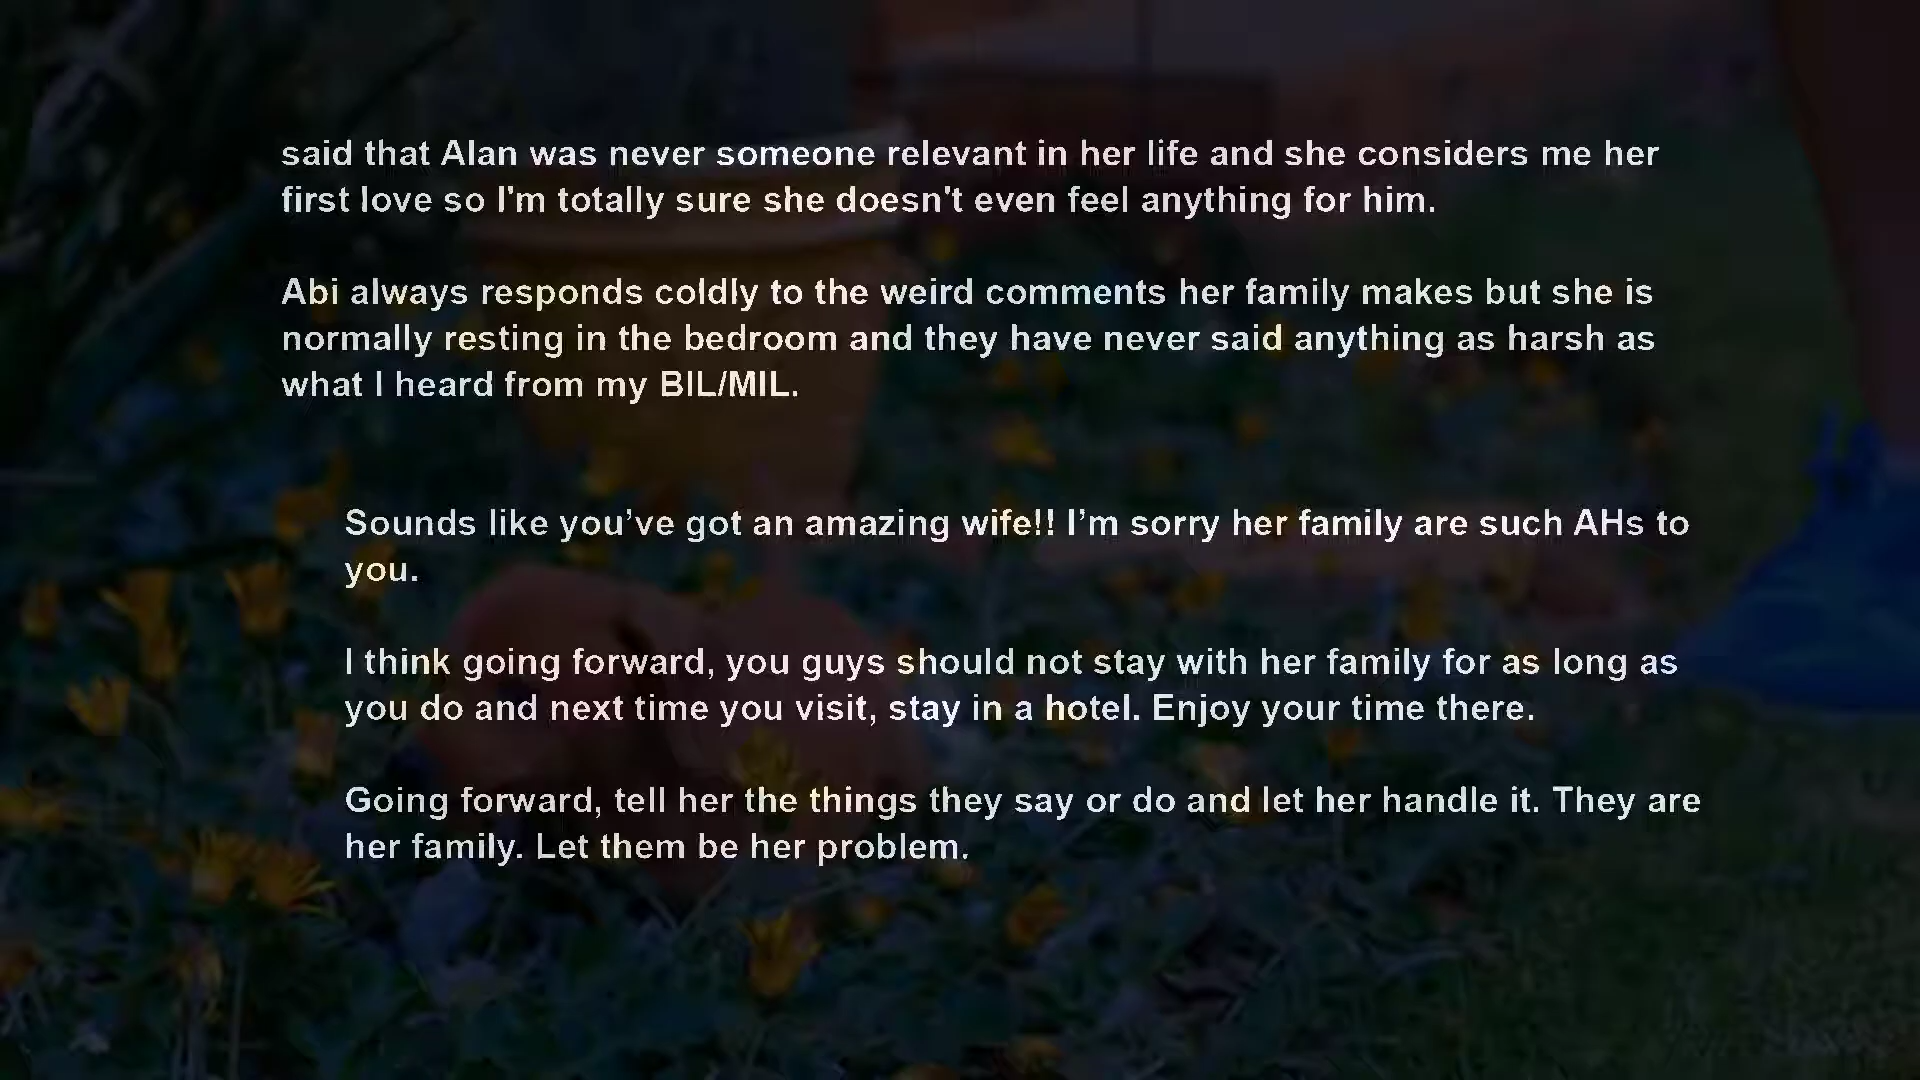 said that Alan was never someone relevant in her life and she considers me her
first love so I'm totally sure she doesn't even feel anything for him.
Abi always responds coldly to the weird comments her family makes but she is
normally resting in the bedroom and they have never said anything as harsh as
what I heard from my BIL/MIL.
Sounds like you’ve got an amazing wife!! I’m sorry her family are such AHs to
you.
I think going forward, you guys should not stay with her family for as long as
you do and next time you visit, stay in a hotel. Enjoy your time there.
Going forward, tell her the things they say or do and let her handle it. They are
her family. Let them be her problem.